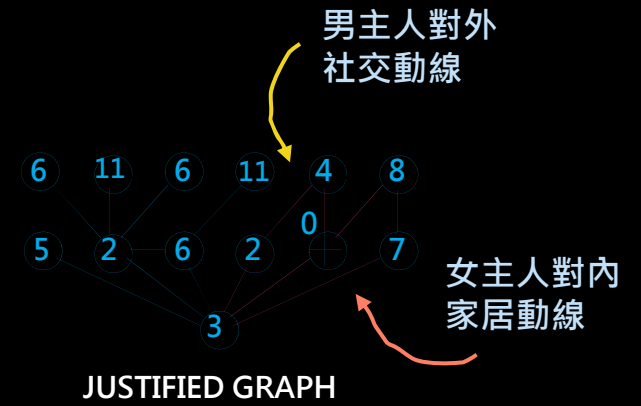 男主人對外
社交動線
6 11 6 11 4 8
0
5 2 6 2 7
女主人對內
家居動線
3
JUSTIFIED GRAPH